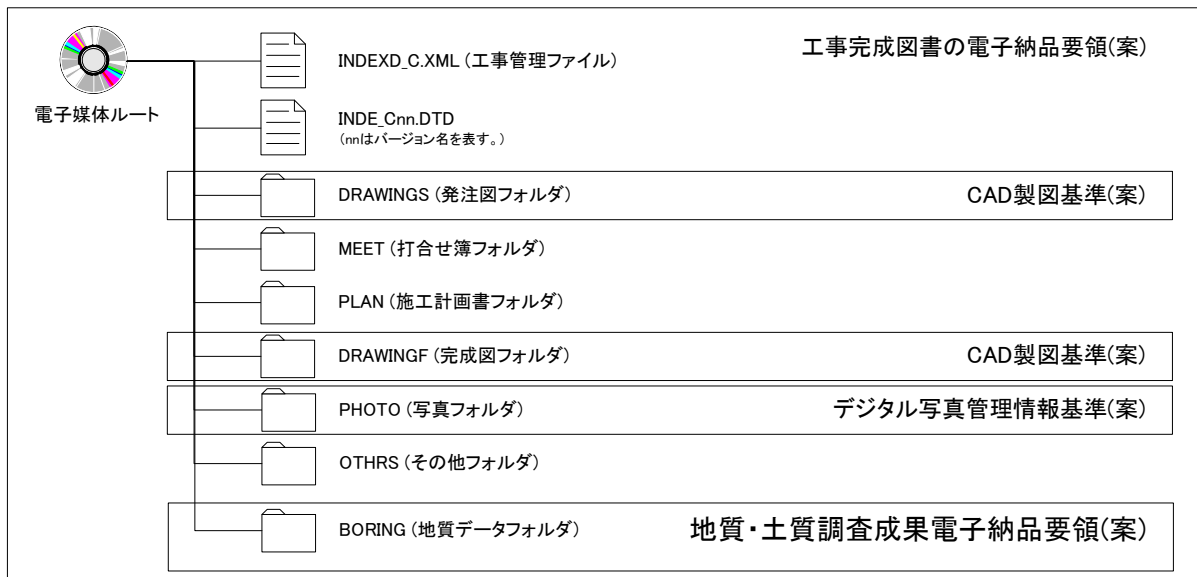 INDEXD_C.XML (工事管理ファイル)
工事完成図書の電子納品要領(案)
電子媒体ルート
INDE_Cnn.DTD
(nnはバージョン名を表す。)
DRAWINGS (発注図フォルダ)
CAD製図基準(案)
MEET (打合せ簿フォルダ)
PLAN (施工計画書フォルダ)
DRAWINGF (完成図フォルダ)
CAD製図基準(案)
PHOTO (写真フォルダ)
デジタル写真管理情報基準(案)
OTHRS (その他フォルダ)
BORING (地質データフォルダ)
地質・土質調査成果電子納品要領(案)